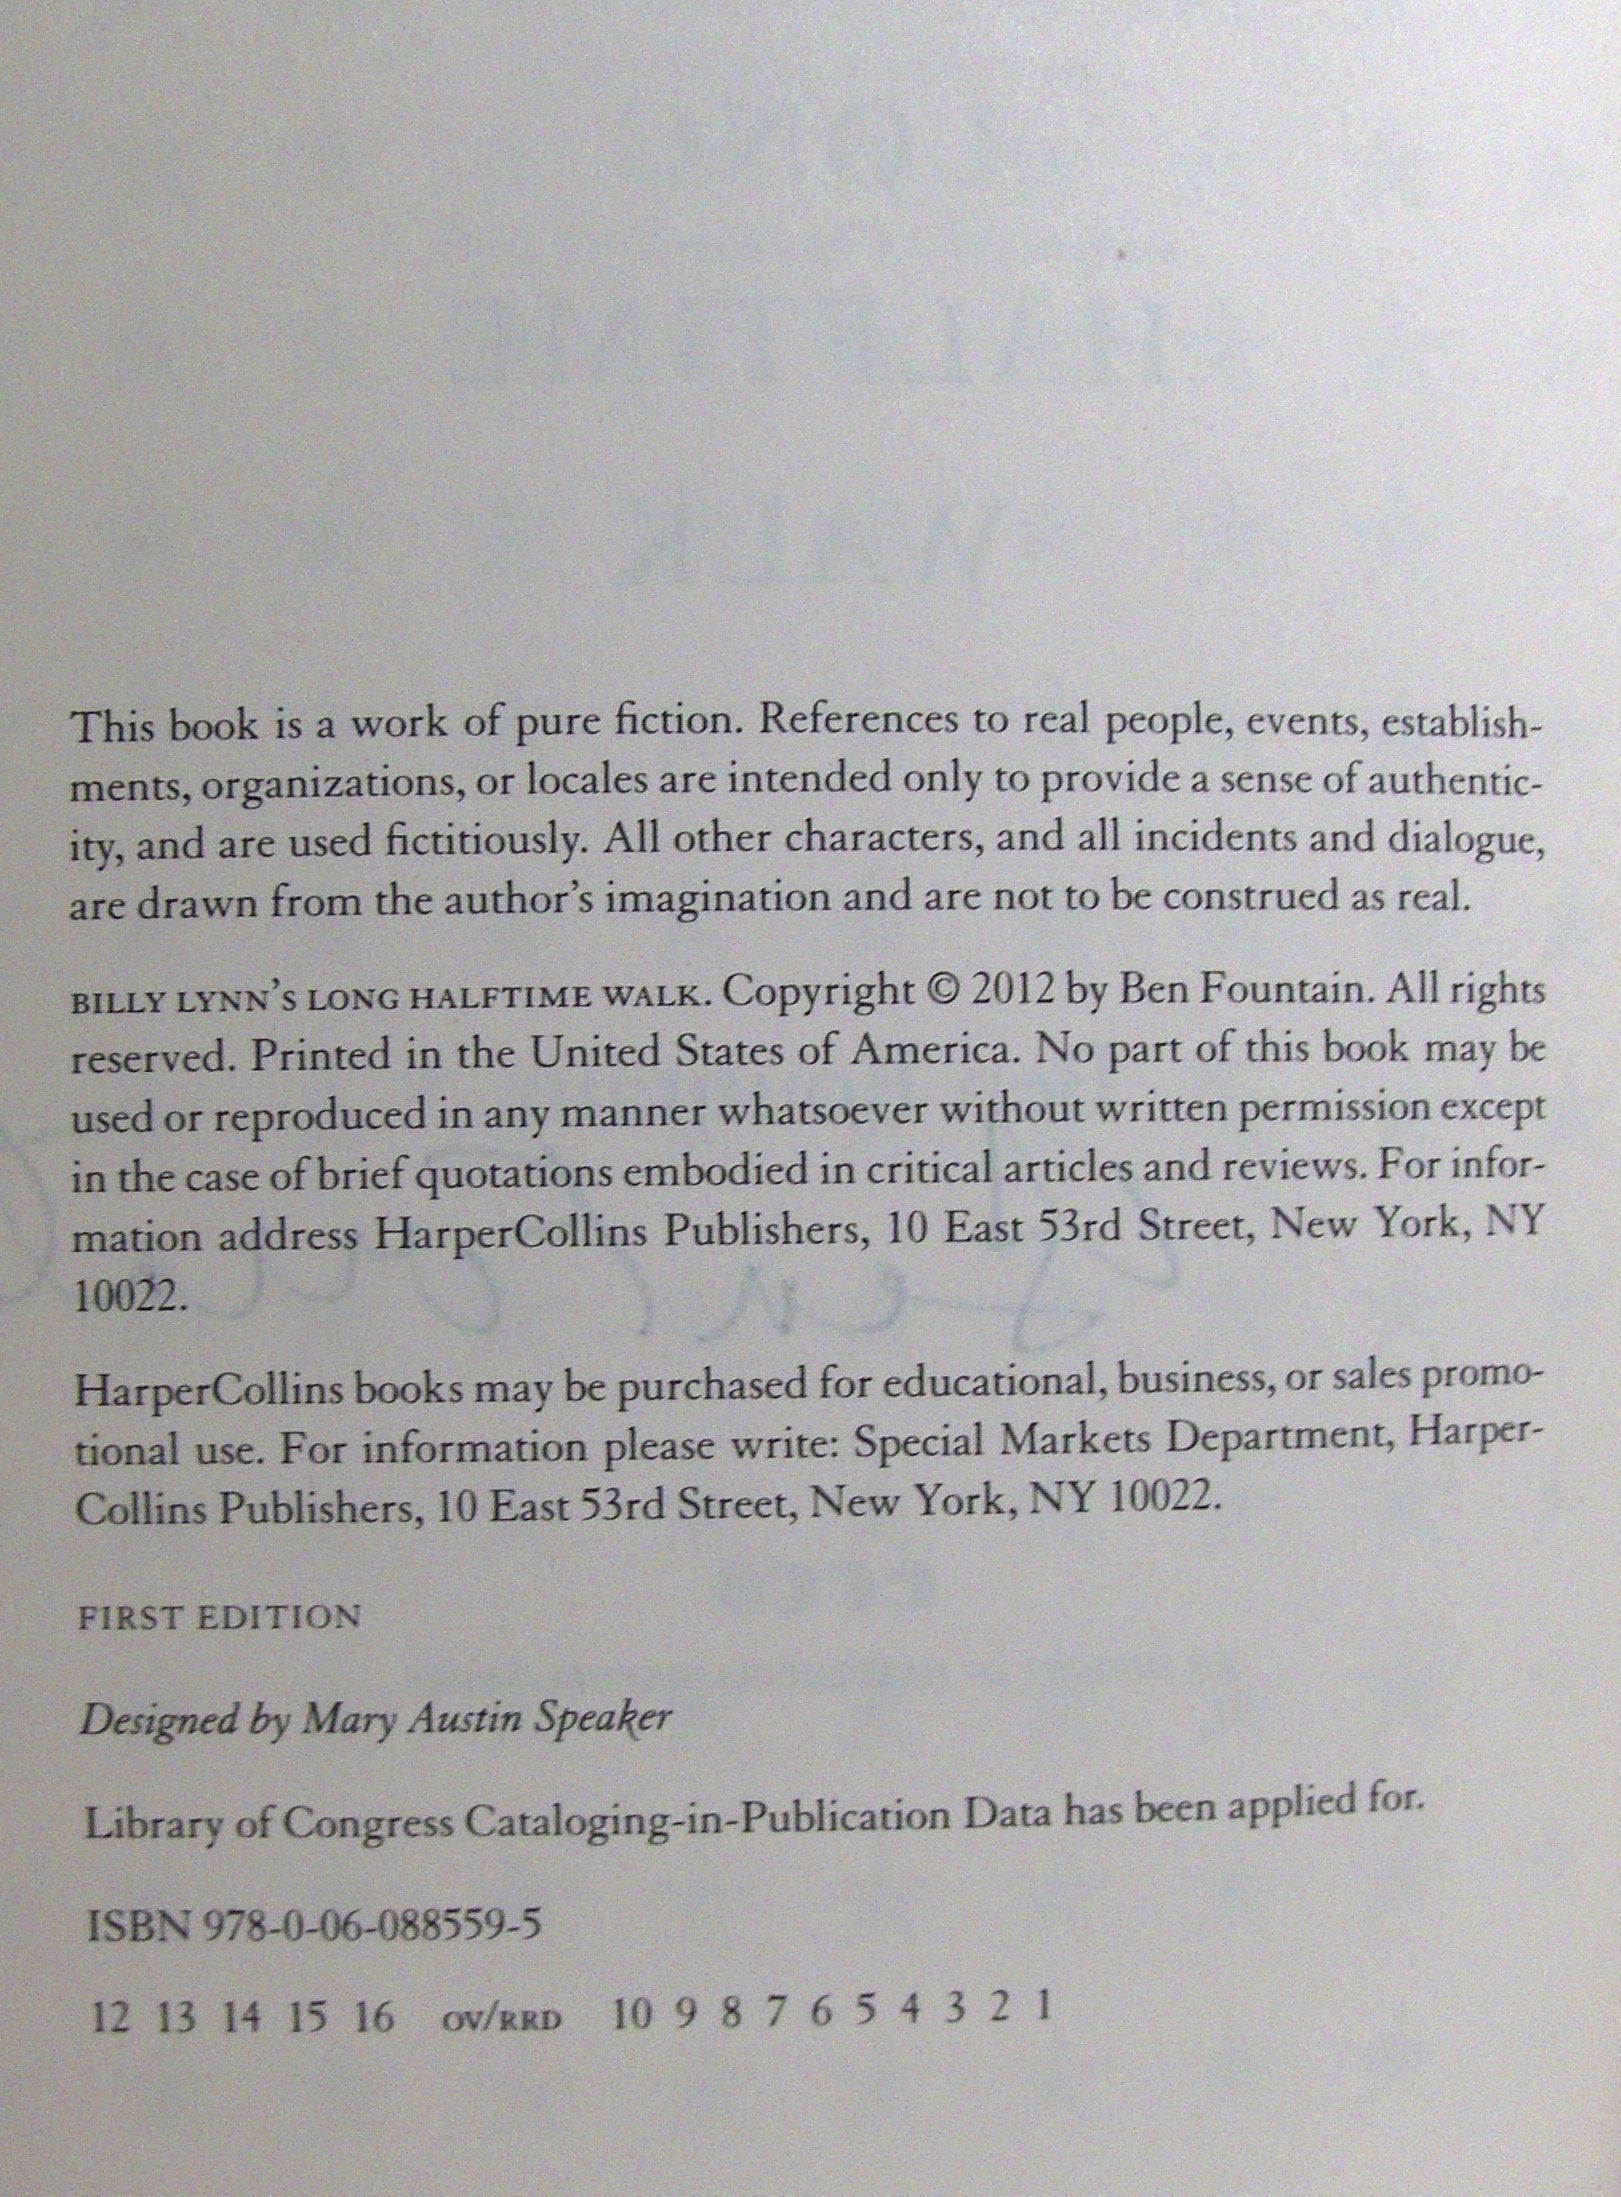 This book is a work of pure fiction. References to real people, events, establish-
ments, organizations, or locales are intended only to provide a sense of authentic-
ity, and are used fictitiously. All other characters, and all incidents and dialogue,
are drawn from the author's imagination and are not to be construed as real.
BILLY LYNN'S LONG HALFTIME WALK. Copyright © 2012 by Ben Fountain. All rights
reserved. Printed in the United States of America. No part of this book may be
used or reproduced in any manner whatsoever without written permission except
in the case of brief quotations embodied in critical articles and reviews. For infor-
mation address HarperCollins Publishers, 10 East 53rd Street, New York, NY
10022.
HarperCollins books may be purchased for educational, business, or sales promo-
tional use. For information please write: Special Markets Department, Harper-
Collins Publishers, 10 East 53rd Street, New York, NY 10022.
FIRST EDITION
Designed by Mary Austin Speaker
Library of Congress Cataloging-in-Publication Data has been applied for.
ISBN 978-0-06-088559-5
12 13 14 15 16 OV/RRD 10 9 8 7 6 5 4 3 2 1